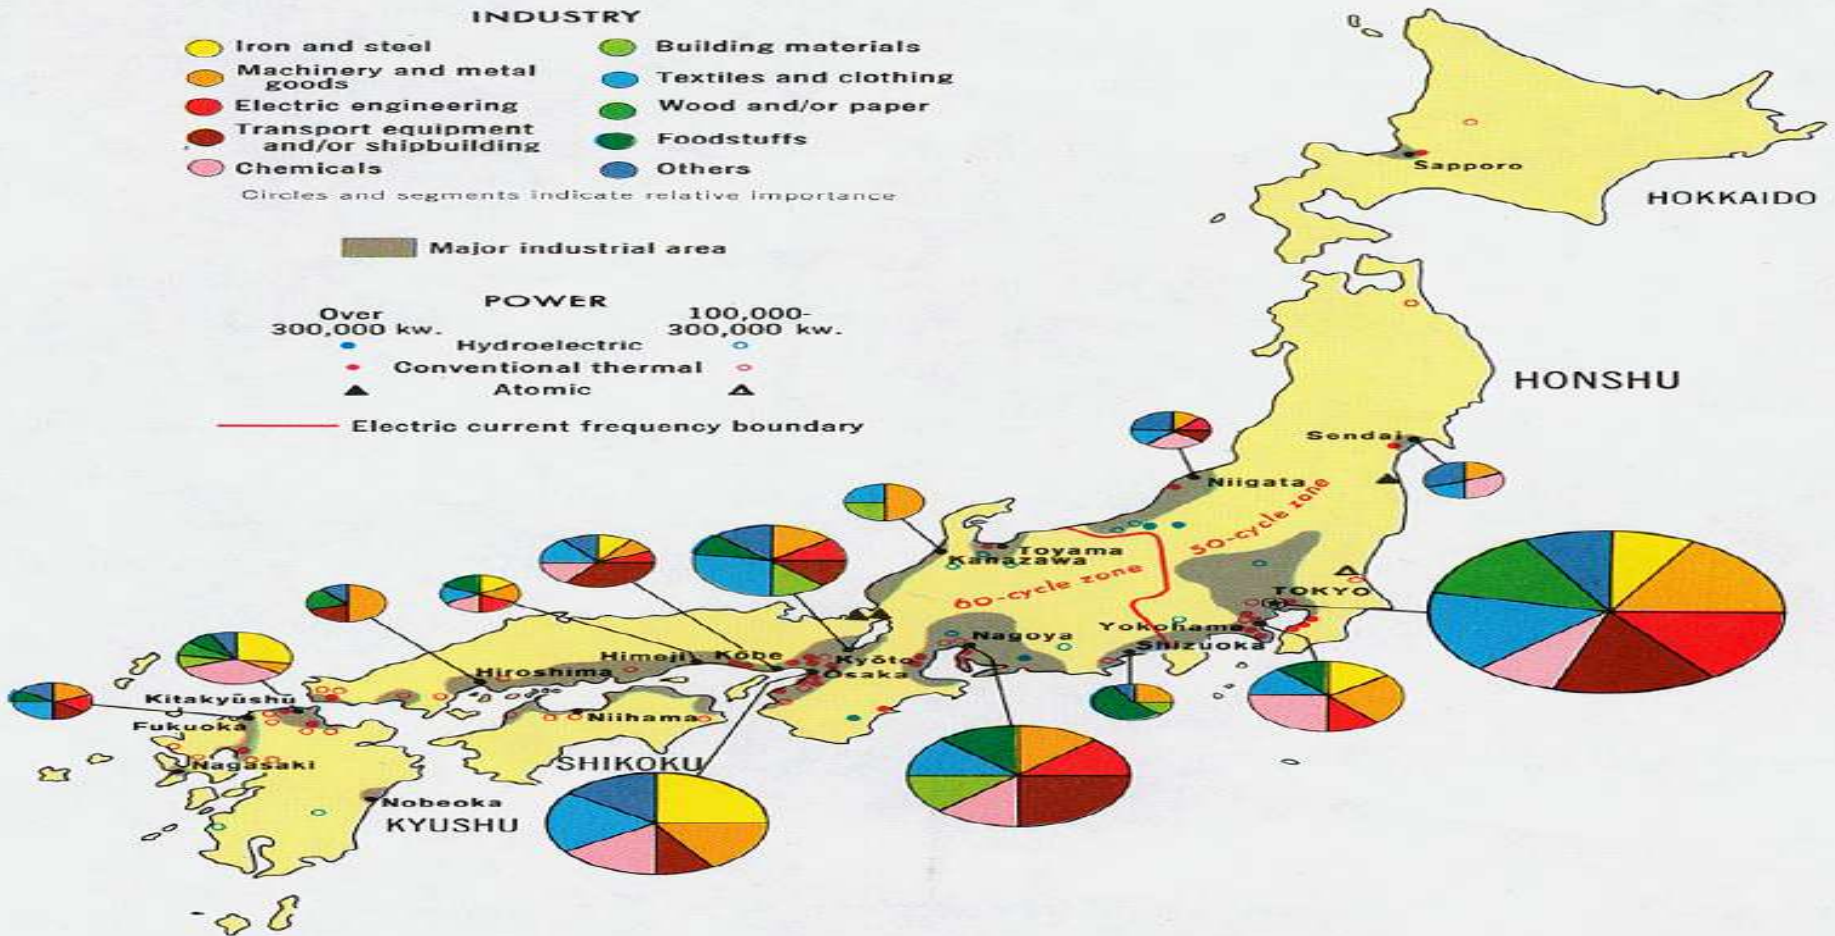 INDUSTRY
Iron and steel
Machinery and metal
goods
Electric engineering
Transport equipment
and/or shipbuilding
Chemicals
Building materials
Textiles and clothing
Wood and/or paper
Foodstuffs
Others
Circles and segments indicate relative importance
Major industrial area
POWER
Over
300,000 kw.
100,000-
300,000 kw.
Hydroelectric
Conventional thermal
Atomic
Electric current frequency boundary
Sapporo
HOKKAIDO
HONSHU
Sendai
Niigata
50-cycle zone
Toyama
Kanazawa
60-cycle zone
TOKYO
Yokohama
Nagoya
Shizuoka
Himeji
Kōbe
Kyōto
Osaka
Hiroshima
Kitakyūshū
Fukuoka
Niihama
Nagasaki
SHIKOKU
Nobeoka
KYUSHU